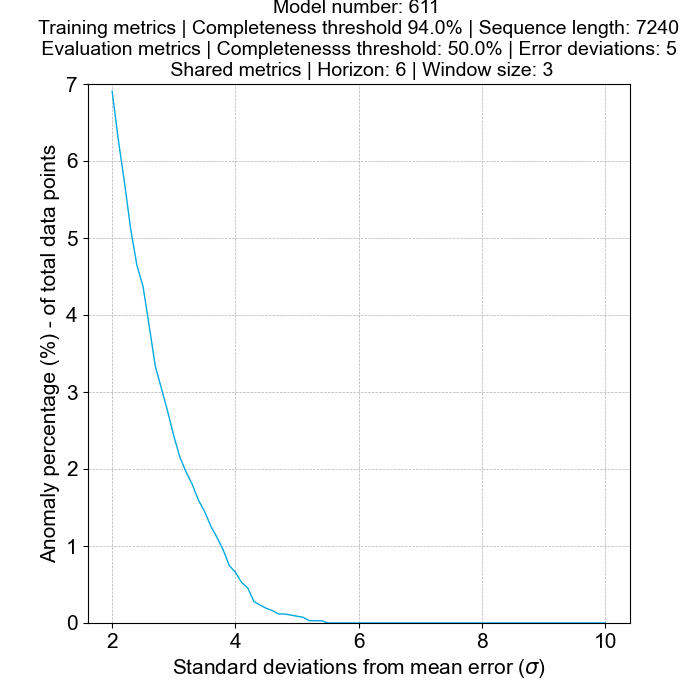 Model number: 611
Training metrics | Completeness threshold 94.0% | Sequence length: 7240
Evaluation metrics | Completenesss threshold: 50.0% | Error deviations: 5
Shared metrics | Horizon: 6 | Window size: 3
7
6
5
4
3
2
1
0
Anomaly percentage (%) - of total data points
2 4 6 8 10
Standard deviations from mean error (σ)